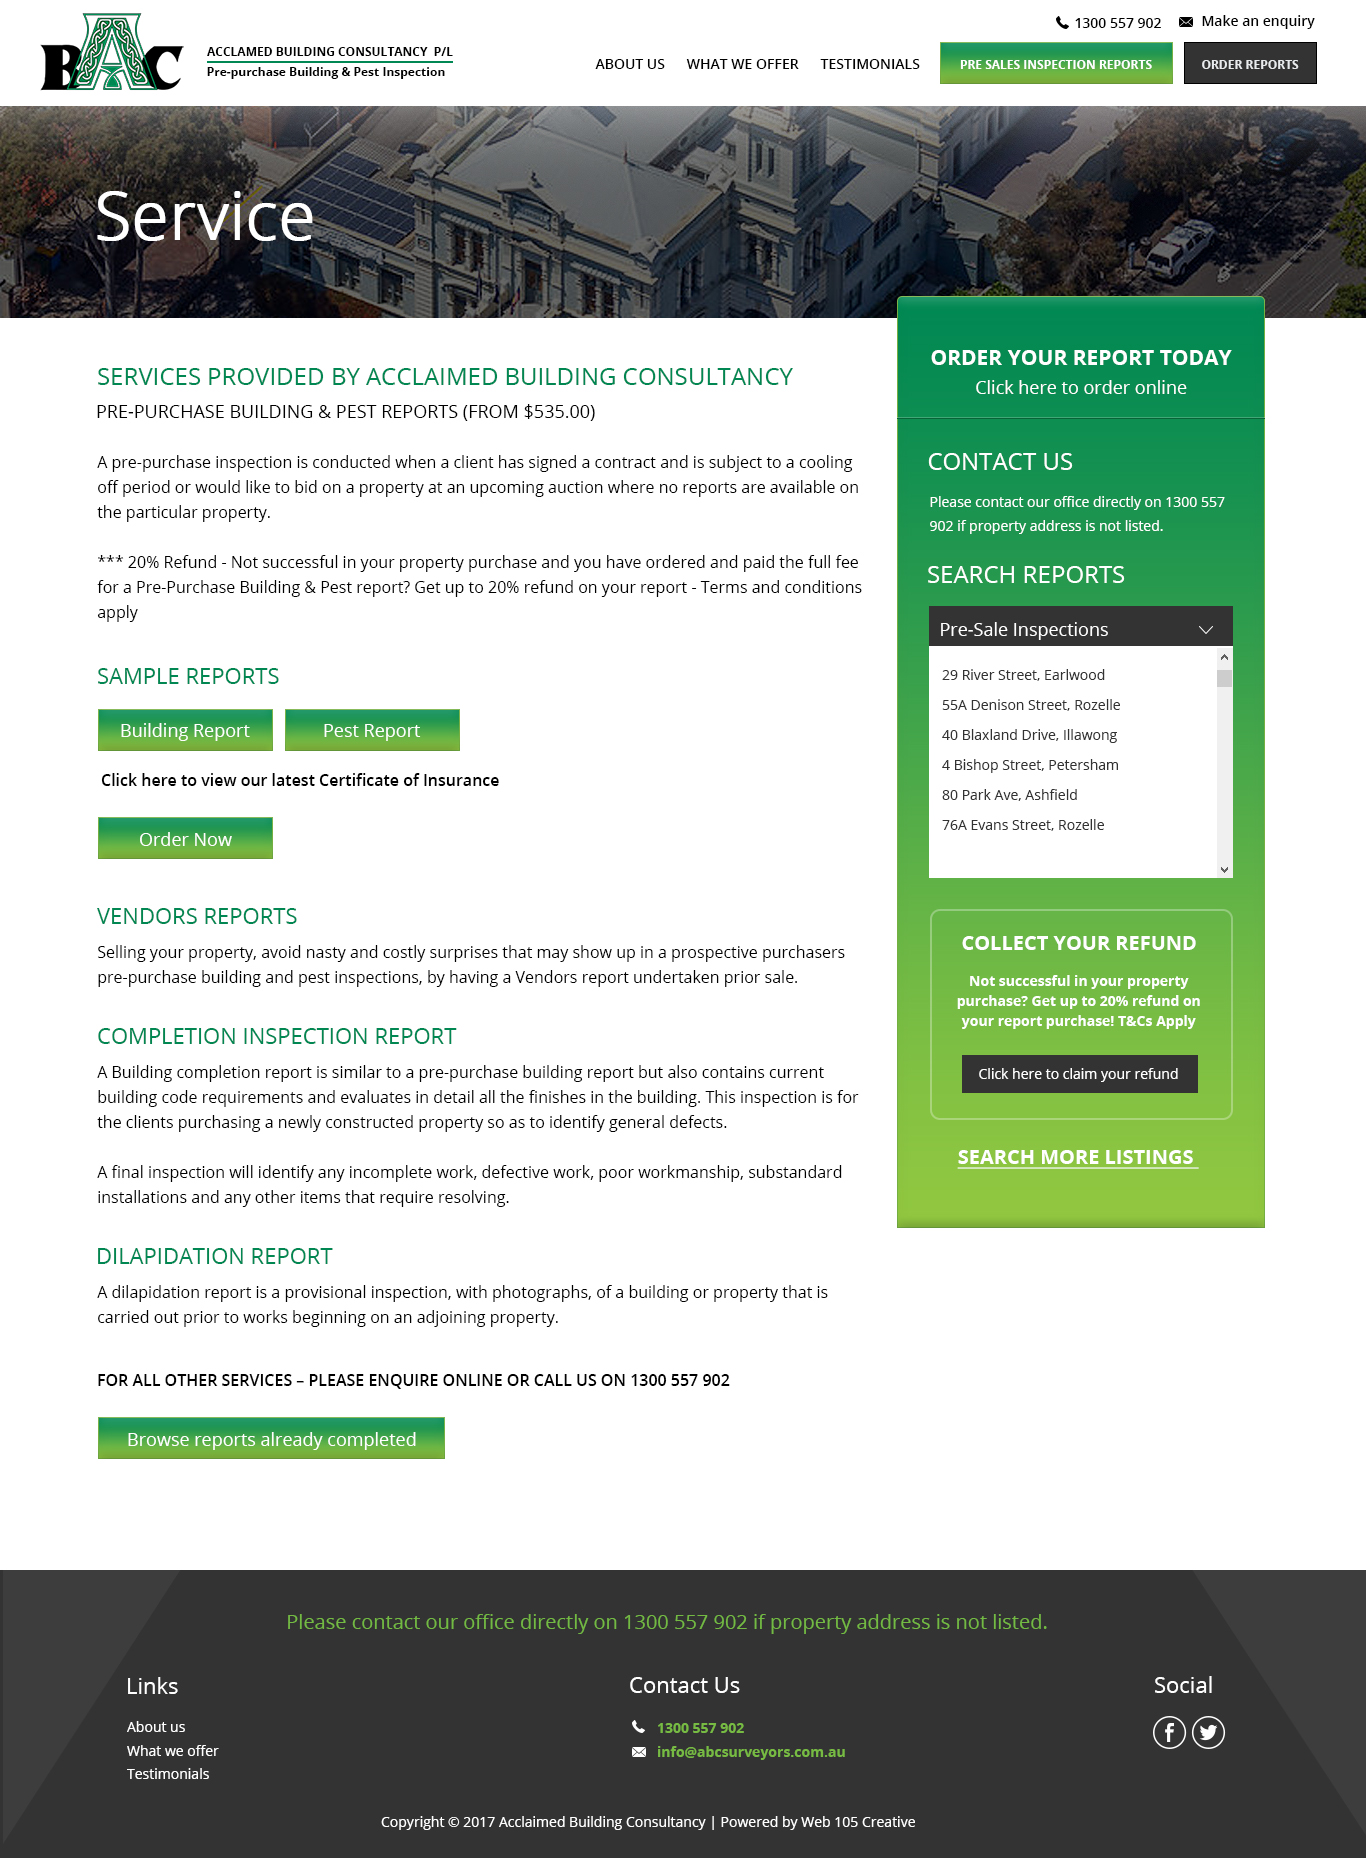 1300 557 902
Make an enquiry
BAC
ACCLAMED BUILDING CONSULTANCY P/L
Pre-purchase Building & Pest Inspection
ABOUT US
WHAT WE OFFER
TESTIMONIALS
PRE SALES INSPECTION REPORTS
ORDER REPORTS
Service
SERVICES PROVIDED BY ACCLAIMED BUILDING CONSULTANCY
PRE-PURCHASE BUILDING & PEST REPORTS (FROM $535.00)
A pre-purchase inspection is conducted when a client has signed a contract and is subject to a cooling
off period or would like to bid on a property at an upcoming auction where no reports are available on
the particular property.
*** 20% Refund - Not successful in your property purchase and you have ordered and paid the full fee
for a Pre-Purchase Building & Pest report? Get up to 20% refund on your report - Terms and conditions
apply
SAMPLE REPORTS
Building Report
Pest Report
Click here to view our latest Certificate of Insurance
Order Now
VENDORS REPORTS
Selling your property, avoid nasty and costly surprises that may show up in a prospective purchasers
pre-purchase building and pest inspections, by having a Vendors report undertaken prior sale.
COMPLETION INSPECTION REPORT
A Building completion report is similar to a pre-purchase building report but also contains current
building code requirements and evaluates in detail all the finishes in the building. This inspection is for
the clients purchasing a newly constructed property so as to identify general defects.
A final inspection will identify any incomplete work, defective work, poor workmanship, substandard
installations and any other items that require resolving.
DILAPIDATION REPORT
A dilapidation report is a provisional inspection, with photographs, of a building or property that is
carried out prior to works beginning on an adjoining property.
FOR ALL OTHER SERVICES – PLEASE ENQUIRE ONLINE OR CALL US ON 1300 557 902
Browse reports already completed
ORDER YOUR REPORT TODAY
Click here to order online
CONTACT US
Please contact our office directly on 1300 557
902 if property address is not listed.
SEARCH REPORTS
Pre-Sale Inspections
29 River Street, Earlwood
55A Denison Street, Rozelle
40 Blaxland Drive, Illawong
4 Bishop Street, Petersham
80 Park Ave, Ashfield
76A Evans Street, Rozelle
COLLECT YOUR REFUND
Not successful in your property
purchase? Get up to 20% refund on
your report purchase! T&Cs Apply
Click here to claim your refund
SEARCH MORE LISTINGS
Please contact our office directly on 1300 557 902 if property address is not listed.
Links
About us
What we offer
Testimonials
Contact Us
1300 557 902
info@abcsurveyors.com.au
Social
Copyright © 2017 Acclaimed Building Consultancy | Powered by Web 105 Creative